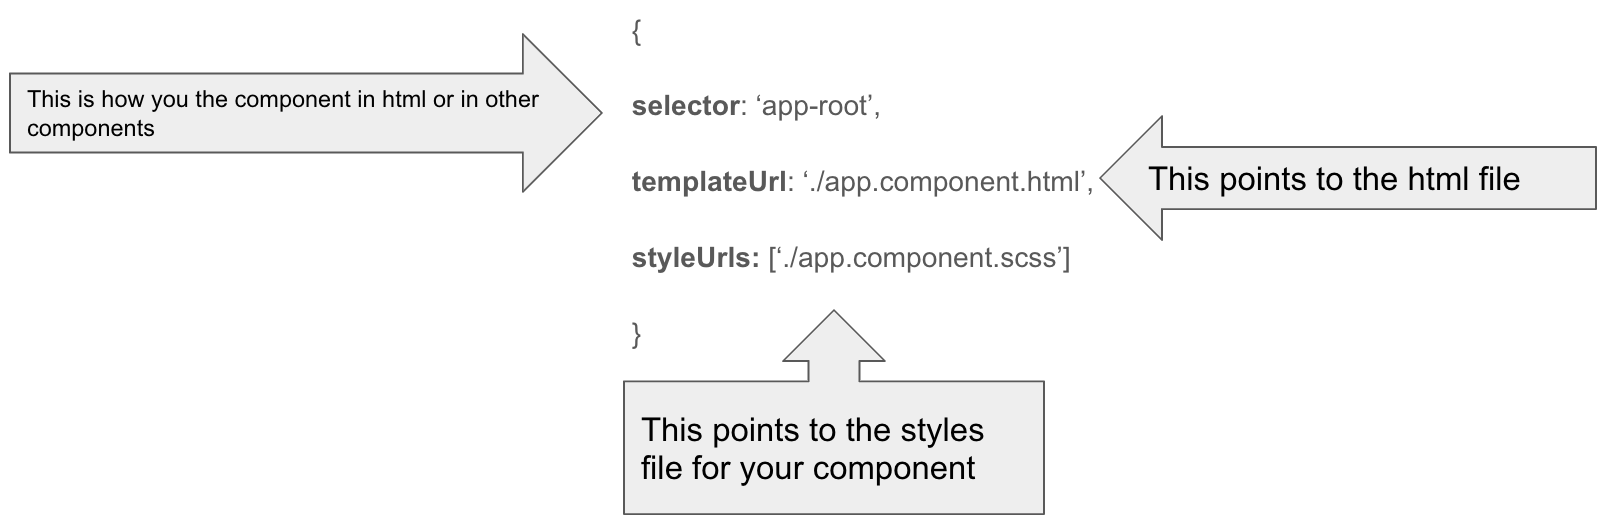 {
This is how you the component in html or in other
components
selector: ‘app-root’,
templateUrl: ‘./app.component.html’,
This points to the html file
styleUrls: [‘./app.component.scss’]
}
This points to the styles
file for your component